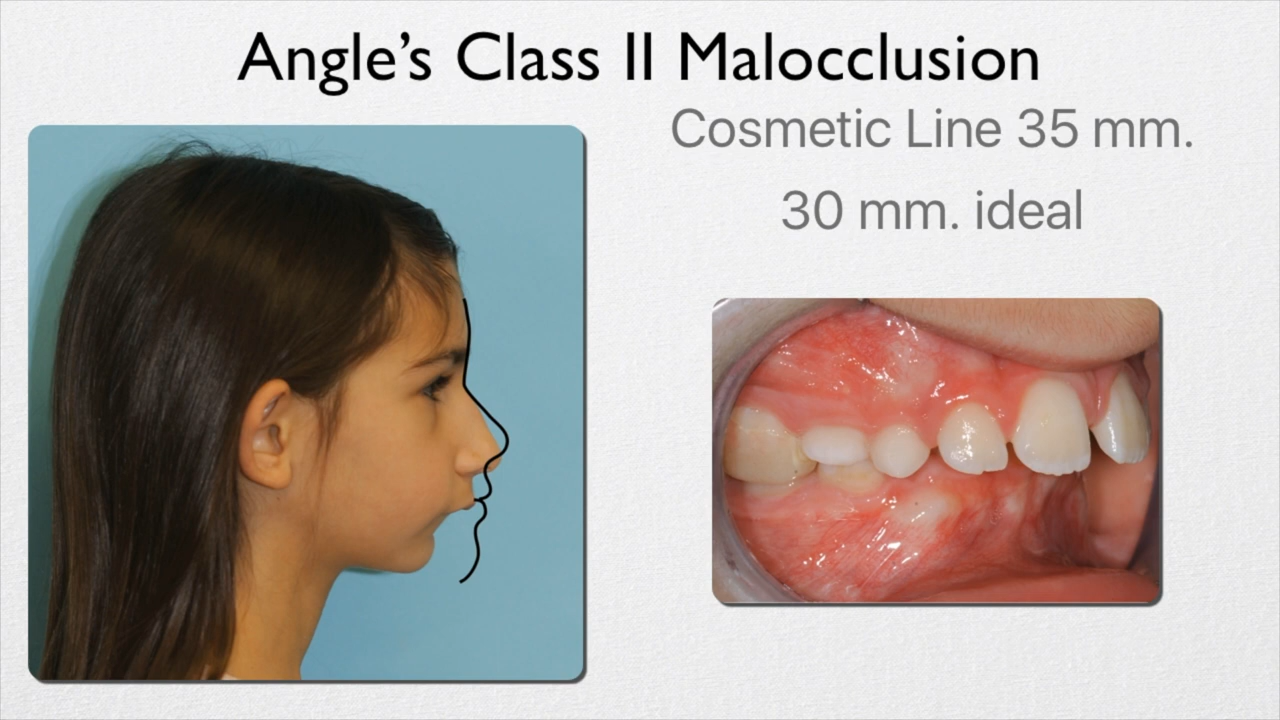 Angle’s Class II Malocclusion
Cosmetic Line 35 mm.
30 mm. ideal